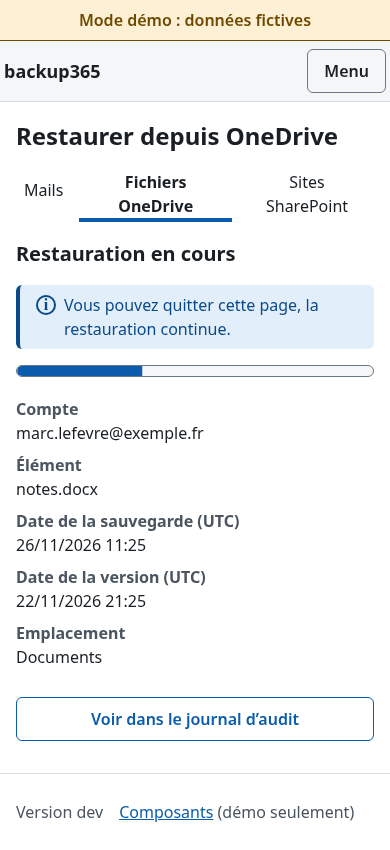 Mode démo : données fictives
backup365
Menu
Restaurer depuis OneDrive
Mails
Fichiers
OneDrive
Sites
SharePoint
Restauration en cours
Vous pouvez quitter cette page, la
restauration continue.
Compte
marc.lefevre@exemple.fr
Élément
notes.docx
Date de la sauvegarde (UTC)
26/11/2026 11:25
Date de la version (UTC)
22/11/2026 21:25
Emplacement
Documents
Voir dans le journal d’audit
Version dev Composants (démo seulement)